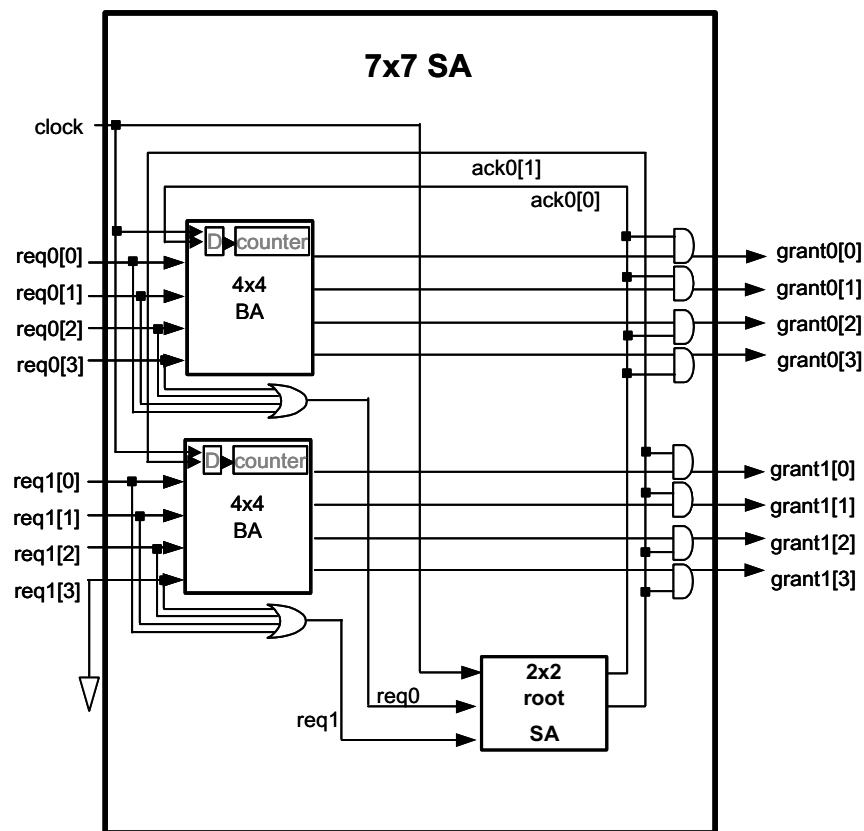 7x7 SA
clock
ack0[1]
ack0[0]
D counter
req0[0]
grant0[0]
req0[1]
4x4
BA
grant0[1]
req0[2]
grant0[2]
req0[3]
grant0[3]
D counter
req1[0]
grant1[0]
req1[1]
4x4
BA
grant1[1]
req1[2]
grant1[2]
req1[3]
grant1[3]
2x2
root
SA
req0
req1